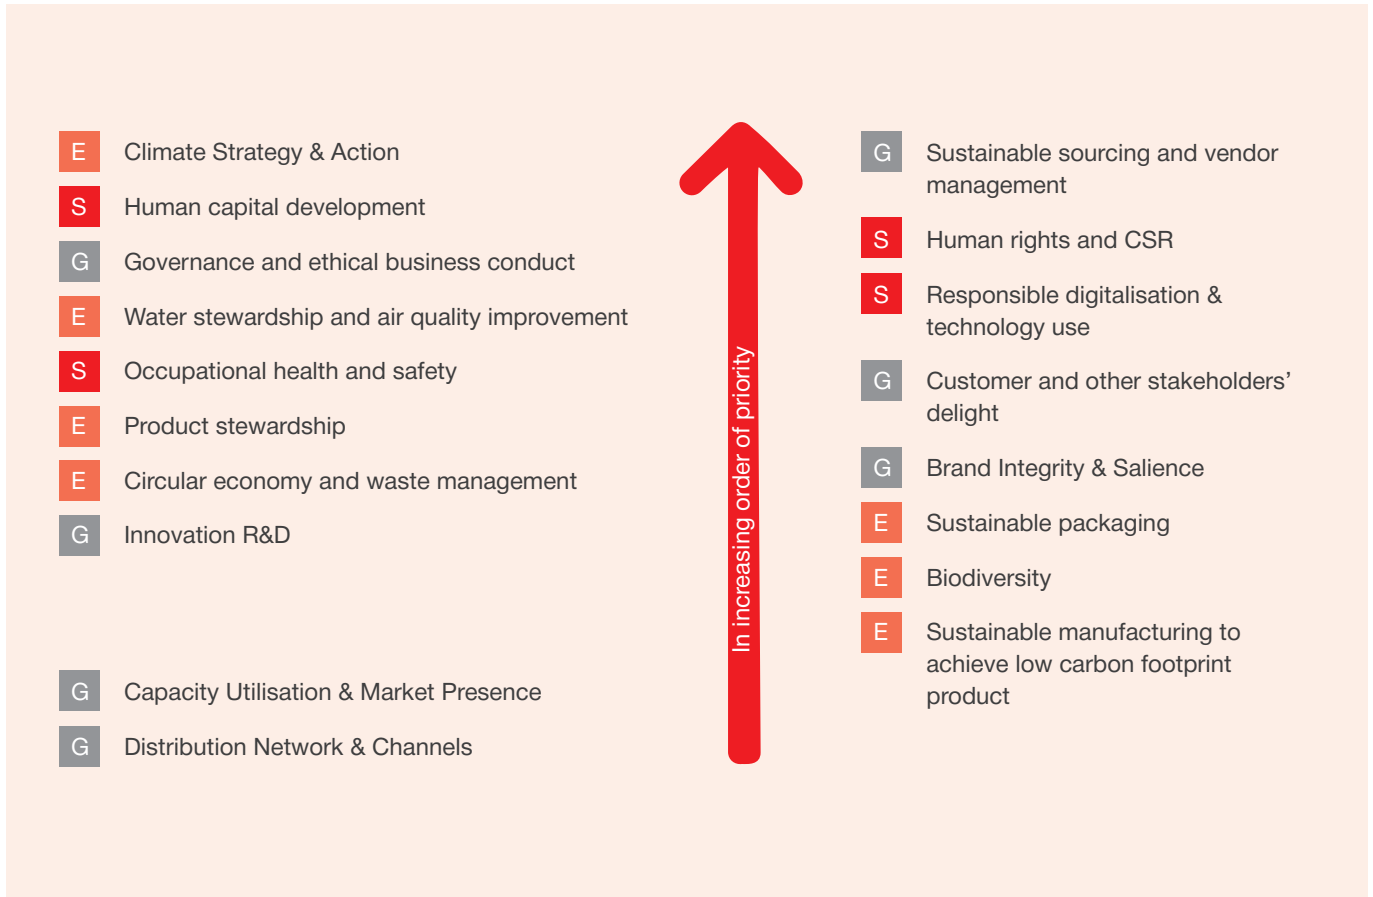 E Climate Strategy & Action
S Human capital development
G Governance and ethical business conduct
E Water stewardship and air quality improvement
S Occupational health and safety
E Product stewardship
E Circular economy and waste management
G Innovation R&D
G Capacity Utilisation & Market Presence
G Distribution Network & Channels
In increasing order of priority
G Sustainable sourcing and vendor
management
S Human rights and CSR
S Responsible digitalisation &
technology use
G Customer and other stakeholders’
delight
G Brand Integrity & Salience
E Sustainable packaging
E Biodiversity
E Sustainable manufacturing to
achieve low carbon footprint
product